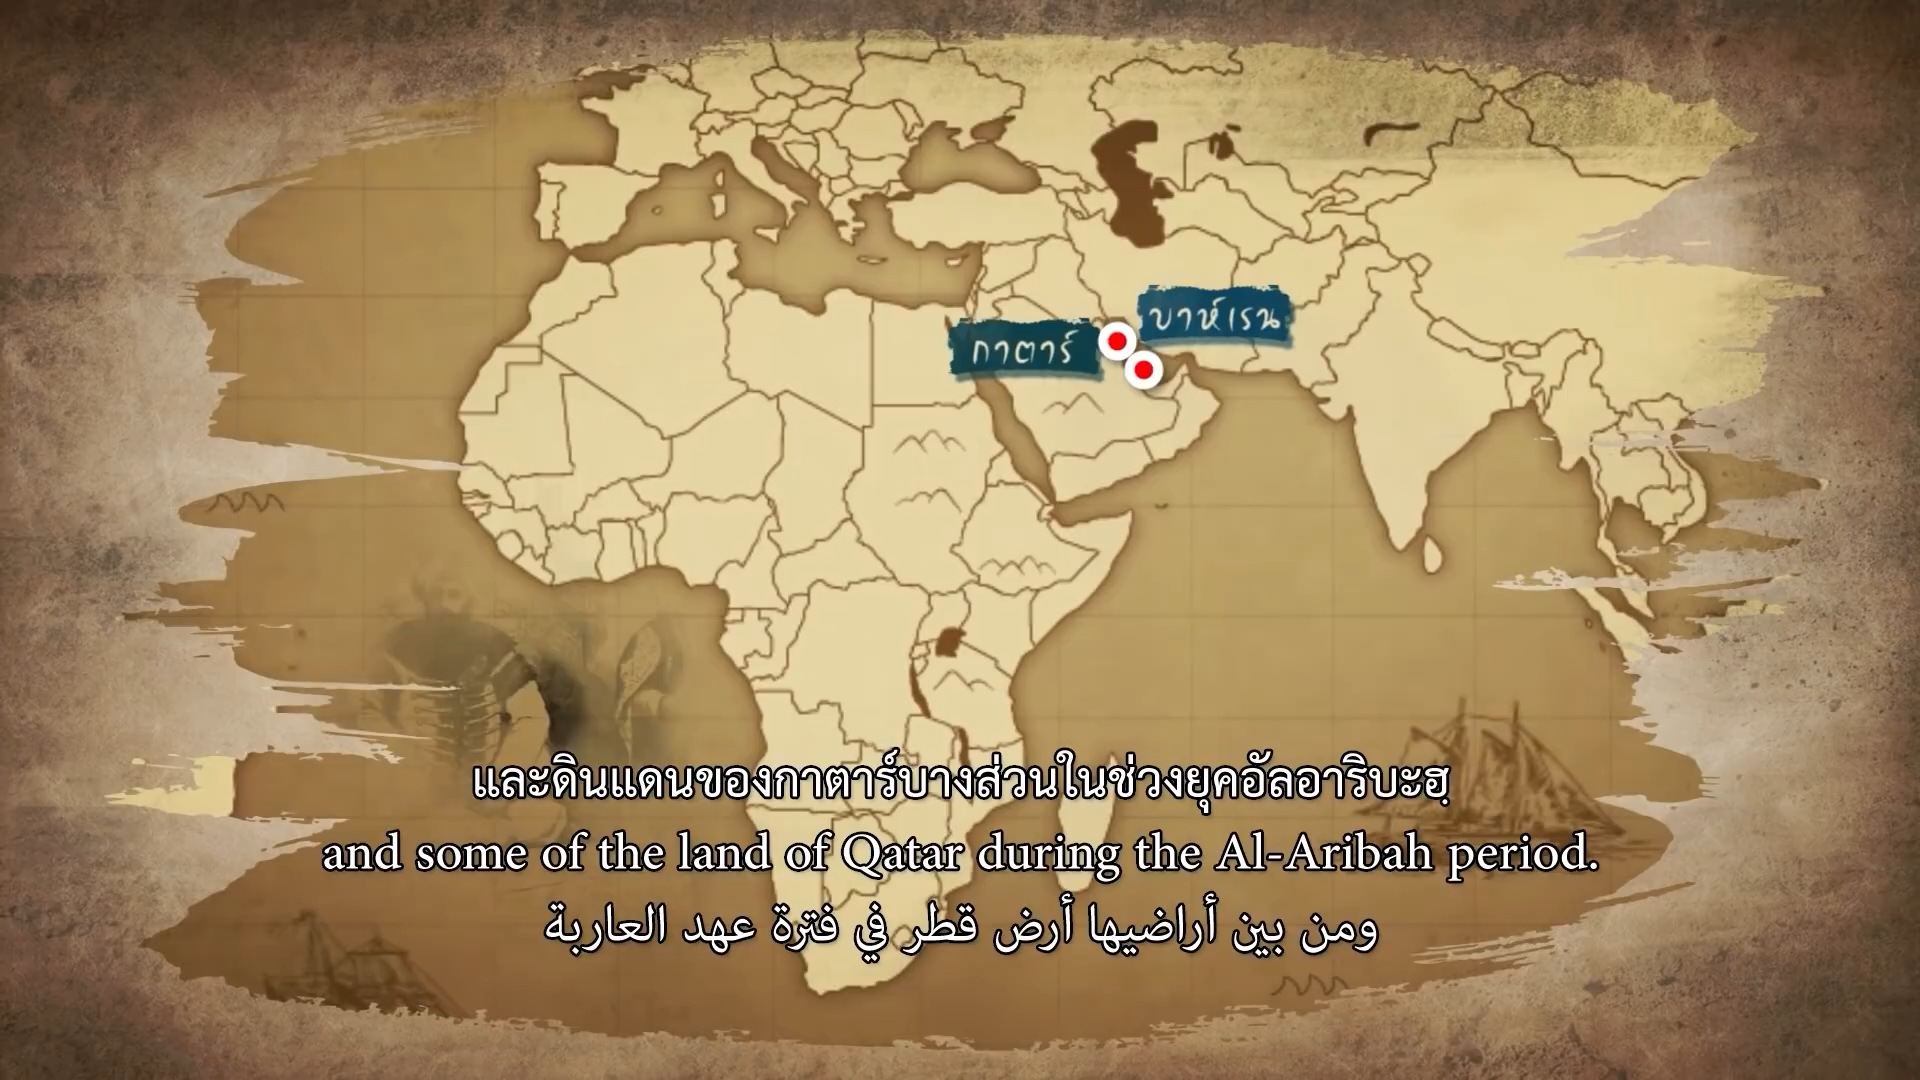 บาห์เรน
กาตาร์
และดินแดนของกาตาร์บางส่วนในช่วงยุคอัลอาริบะฮฺ
and some of the land of Qatar during the Al-Aribah period.
ومن بين أراضيها أرض قطر في فترة عهد العاربة